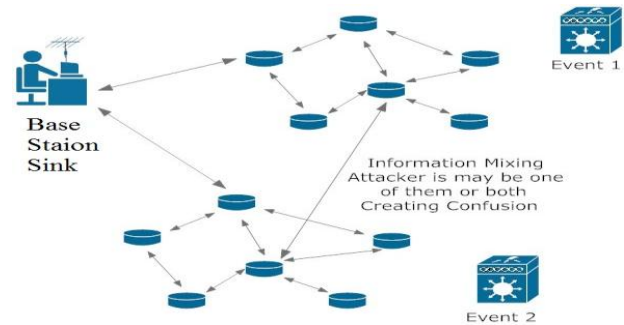 Event 1
Base
Staion
Sink
Information Mixing
Attacker is may be one
of them or both
Creating Confusion
Event 2